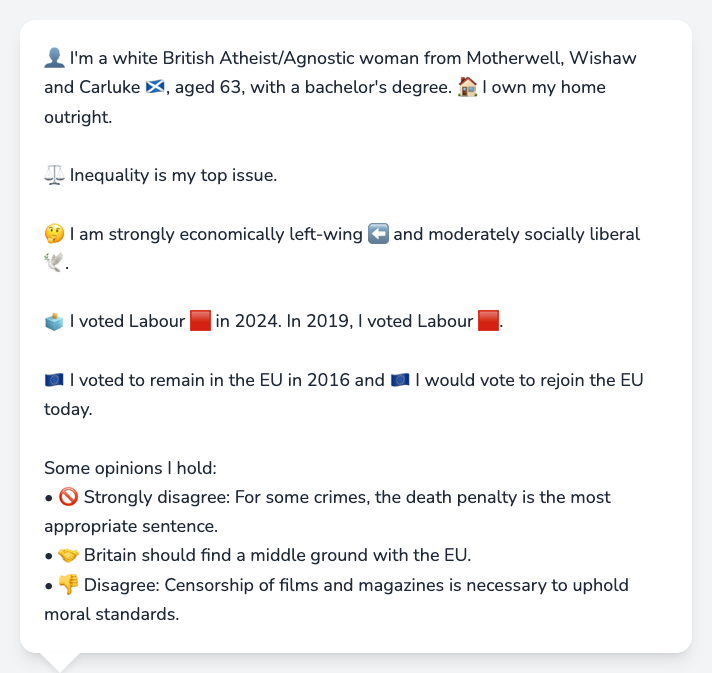 👤 I'm a white British Atheist/Agnostic woman from Motherwell, Wishaw
and Carluke 🏴󠁧󠁢󠁳󠁣󠁴󠁿, aged 63, with a bachelor's degree. 🏠 I own my home
outright.
⚖️ Inequality is my top issue.
🤔 I am strongly economically left-wing ⬅️ and moderately socially liberal
🕊️.
🗳️ I voted Labour 🟥 in 2024. In 2019, I voted Labour 🟥.
🇪🇺 I voted to remain in the EU in 2016 and 🇪🇺 I would vote to rejoin the EU
today.
Some opinions I hold:
• 🚫 Strongly disagree: For some crimes, the death penalty is the most
appropriate sentence.
• 🤝 Britain should find a middle ground with the EU.
• 👎 Disagree: Censorship of films and magazines is necessary to uphold
moral standards.